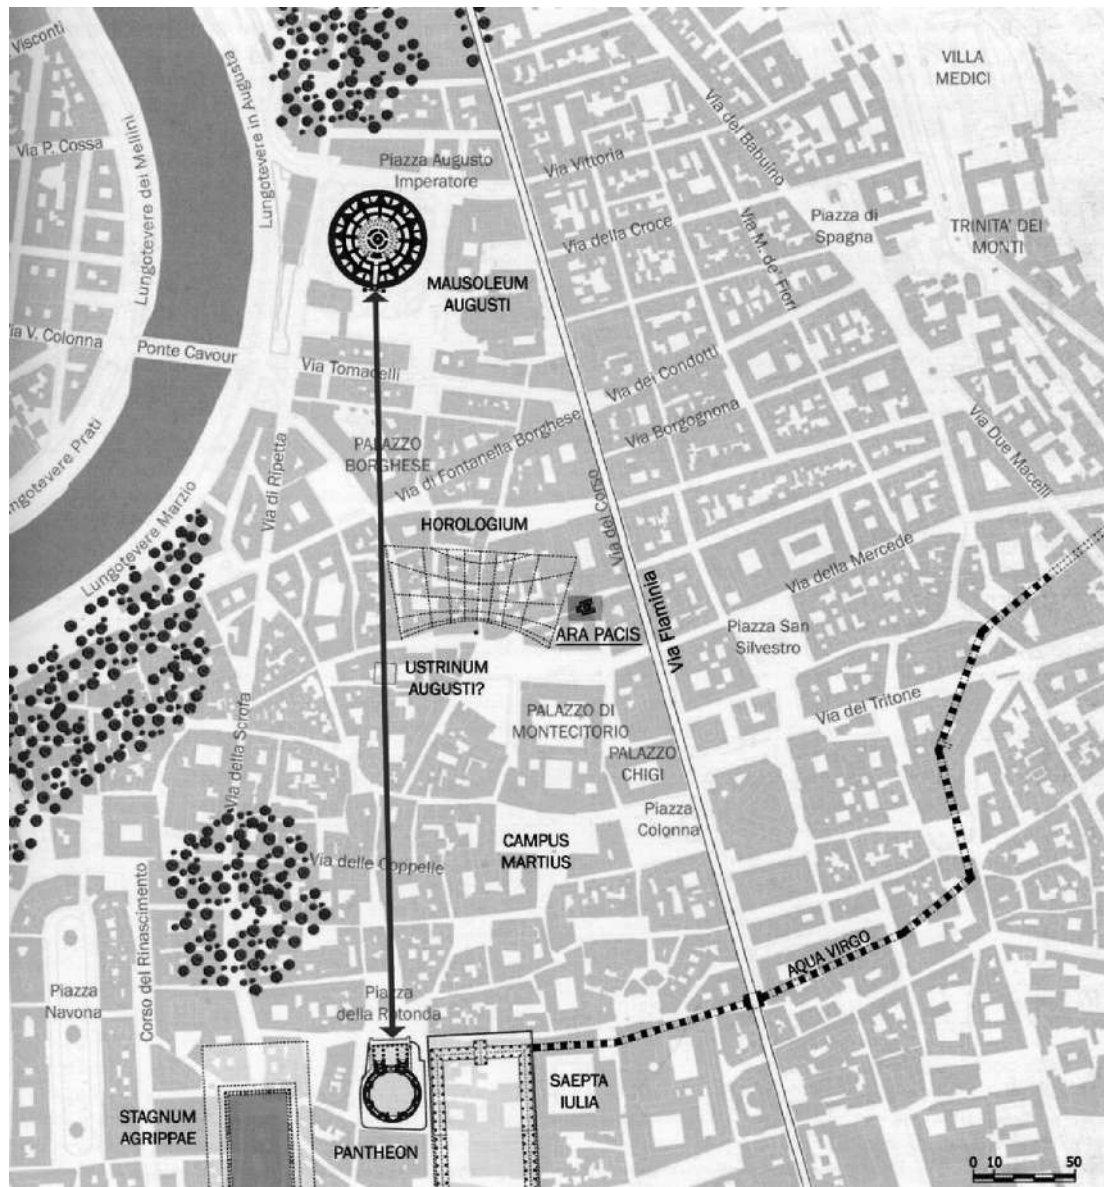 Visconti
Via P. Cossa
Lungotevere dei Mellini
Lungotevere in Augusta
Piazza Augusto
Imperatore
VILLA
MEDICI
Via del Babuino
Via Vittoria
Via della Croce
Via M. de' Fiori
Piazza di
Spagna
TRINITA' DEI
MONTI
MAUSOLEUM
AUGUSTI
Via V. Colonna
Ponte Cavour
Via Tomacelli
Via dei Condotti
Via Borgognona
Via Due Macelli
PALAZZO
BORGHESE
Via di Fontanella Borghese
Lungotevere Prati
Via di Ripetta
Lungotevere Marzio
HOROLOGIUM
Via del Corso
Via della Mercede
Via Flaminia
ARA PACIS
Piazza San
Silvestro
USTRINUM
AUGUSTI?
Via della Scrofa
PALAZZO DI
MONTECITORIO
Via del Tritone
PALAZZO
CHIGI
Piazza
Colonna
CAMPUS
MARTIUS
Via delle Coppelle
Corso del Rinascimento
AQUA VIRGO
Piazza
Navona
Piazza
della Rotonda
SAEPTA
IULIA
STAGNUM
AGRIPPAE
PANTHEON
0 10 50